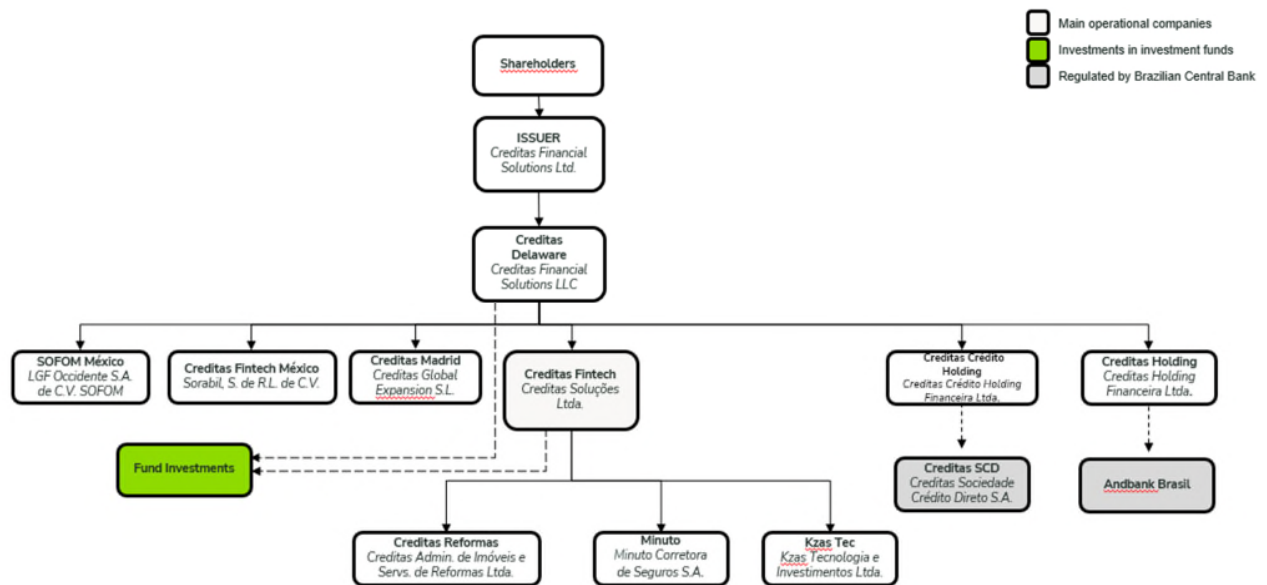 Main operational companies
Investments in investment funds
Regulated by Brazilian Central Bank
Shareholders
ISSUER
Creditas Financial
Solutions Ltd.
Creditas
Delaware
Creditas Financial
Solutions LLC
SOFOM México
LGF Occidente S.A.
de C.V. SOFOM
Creditas Fintech México
Sorabil, S. de R.L. de C.V.
Creditas Madrid
Creditas Global
Expansion S.L.
Creditas Fintech
Creditas Soluções
Ltda.
Creditas Crédito
Holding
Creditas Crédito Holding
Financeira Ltda.
Creditas Holding
Creditas Holding
Financeira Ltda.
Fund Investments
Creditas SCD
Creditas Sociedade
Crédito Direto S.A.
Andbank Brasil
Creditas Reformas
Creditas Admin. de Imóveis e
Servs. de Reformas Ltda.
Minuto
Minuto Corretora
de Seguros S.A.
Kzas Tec
Kzas Tecnologia e
Investimentos Ltda.